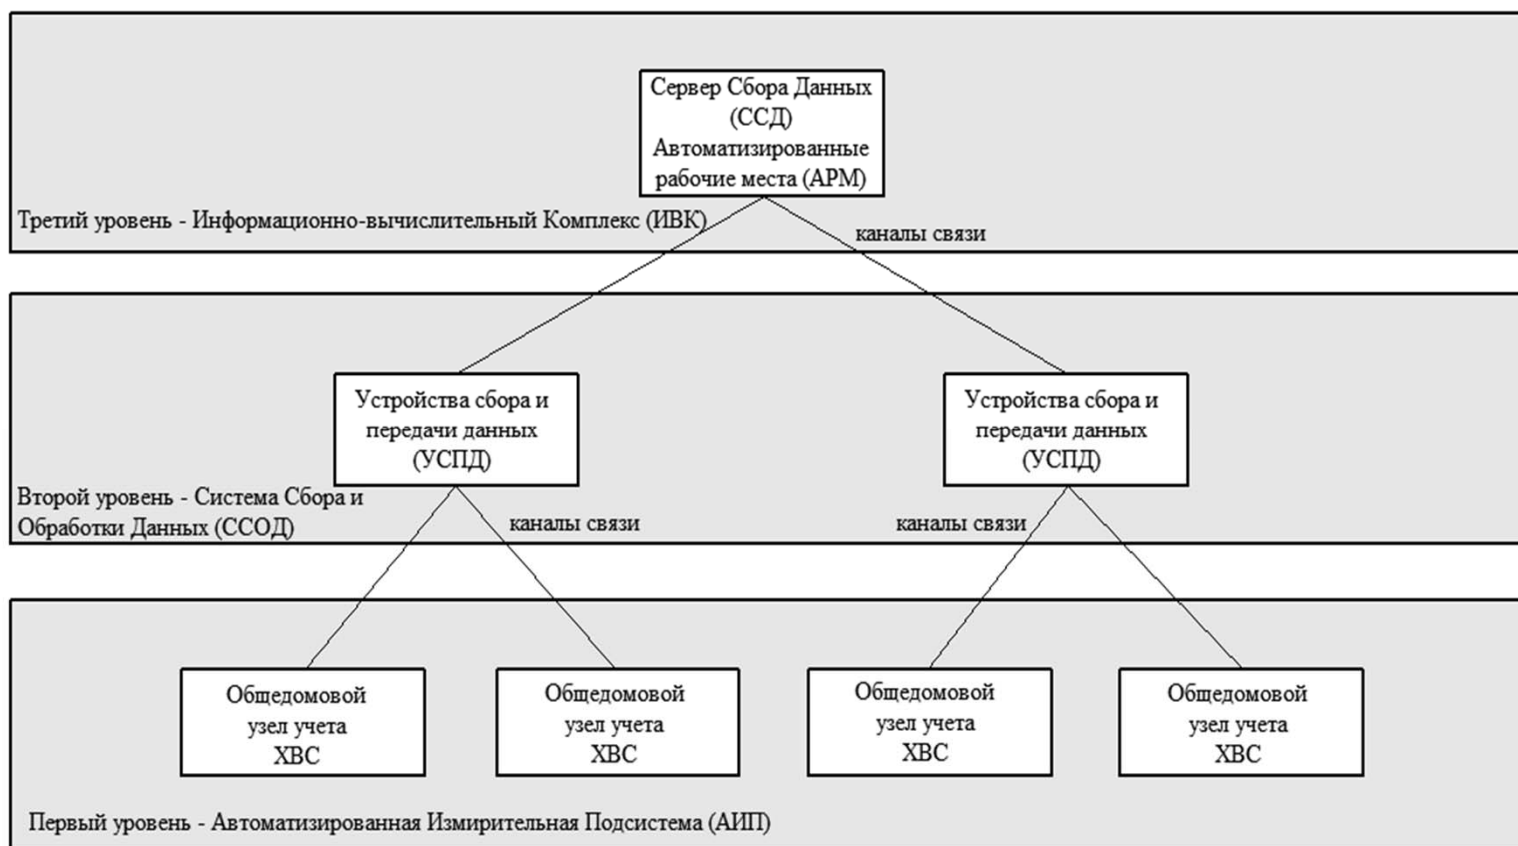 Сервер Сбора Данных
(ССД)
Автоматизированные
рабочие места (АРМ)
Третий уровень - Информационно-вычислительный Комплекс (ИВК)
каналы связи
Устройства сбора и
передачи данных
(УСПД)
Устройства сбора и
передачи данных
(УСПД)
Второй уровень - Система Сбора и
Обработки Данных (ССОД)
каналы связи
каналы связи
Общедомовой
узел учета
ХВС
Общедомовой
узел учета
ХВС
Общедомовой
узел учета
ХВС
Общедомовой
узел учета
ХВС
Первый уровень - Автоматизированная Измирительная Подсистема (АИП)